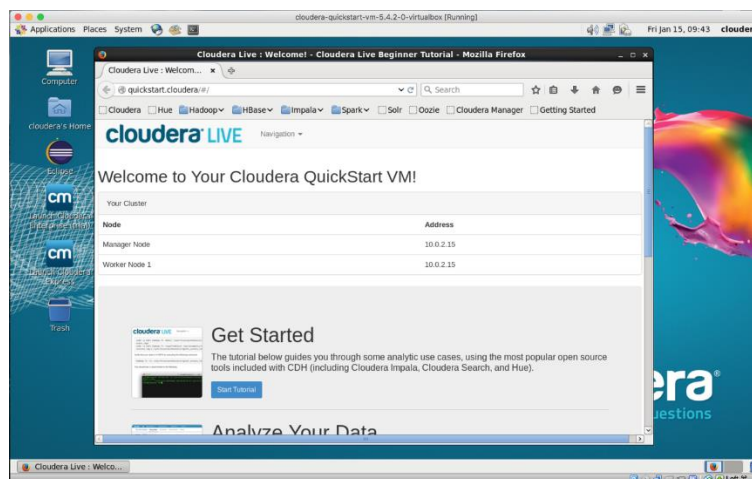 cloudera-quickstart-vm-5.4.2-0-virtualbox [Running]
Applications Places System Fri Jan 15, 09:43 clouder
Cloudera Live : Welcome! - Cloudera Live Beginner Tutorial - Mozilla Firefox
Cloudera Live : Welcom...
quickstart.cloudera/#/ Search
Cloudera Hue Hadoop HBase Impala Spark Solr Oozie Cloudera Manager Getting Started
Computer
cloudera's Home
Eclipse
cm
cm
Trash
cloudera LIVE Navigation
Welcome to Your Cloudera QuickStart VM!
Your Cluster
Node Address
Manager Node 10.0.2.15
Worker Node 1 10.0.2.15
Get Started
The tutorial below guides you through some analytic use cases, using the most popular open source
tools included with CDH (including Cloudera Impala, Cloudera Search, and Hue).
Start Tutorial
Analyze Your Data
era
uestions
Cloudera Live : Welco...